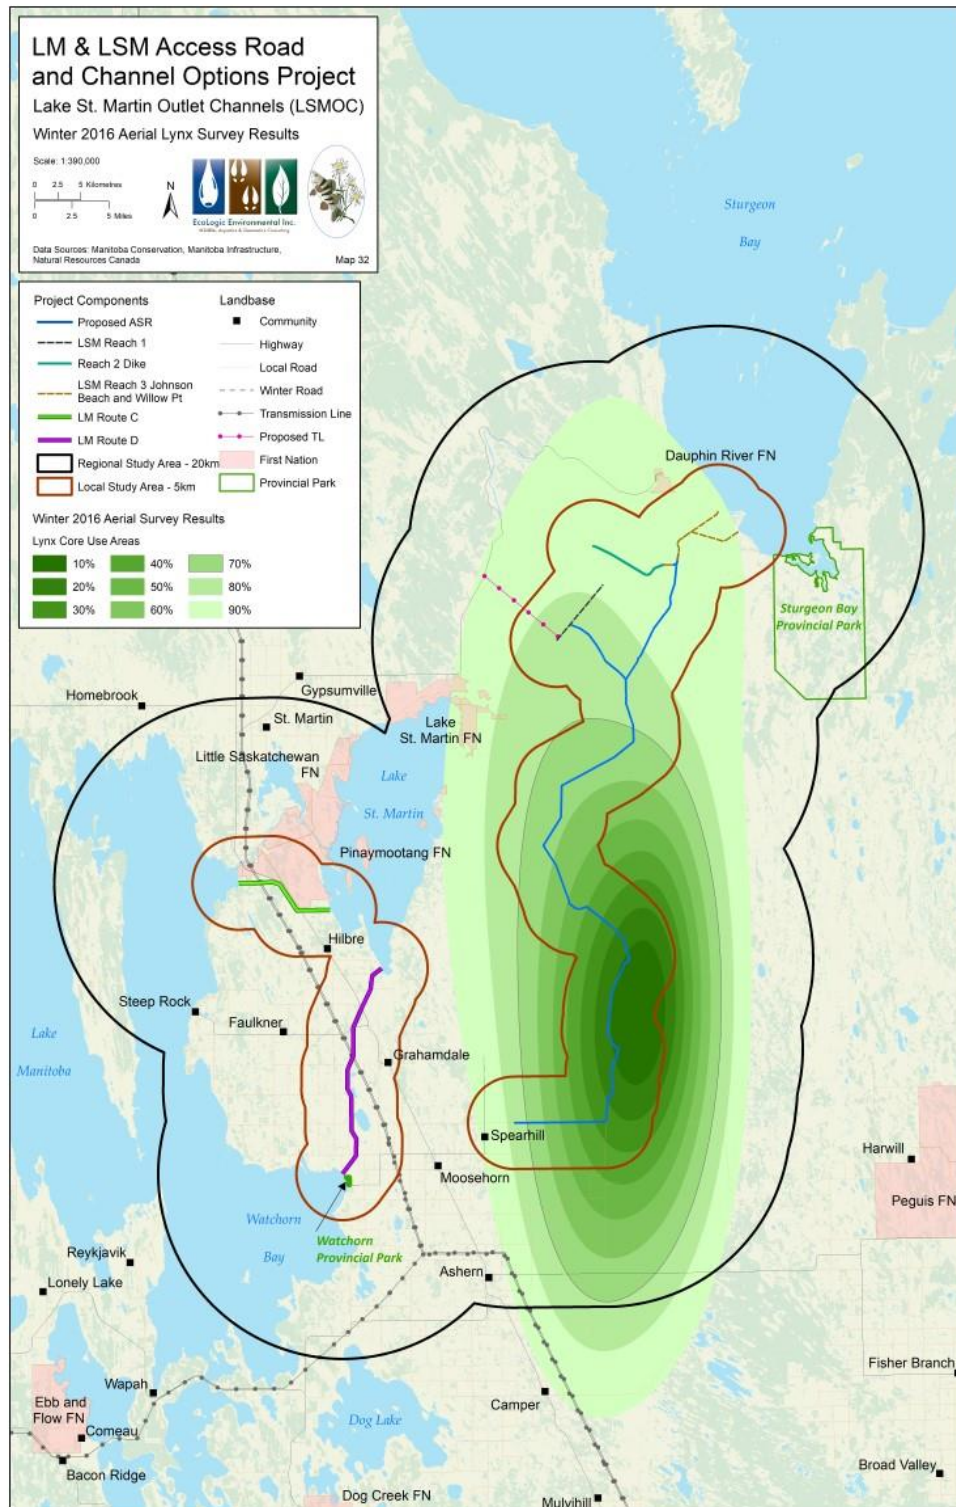 LM & LSM Access Road
and Channel Options Project
Lake St. Martin Outlet Channels (LSMOC)
Winter 2016 Aerial Lynx Survey Results
Scale: 1:390,000
0 2.5 5 Kilometres
0 2.5 5 Miles
N
EcoLogic Environmental Inc.
Data Sources: Manitoba Conservation, Manitoba Infrastructure,
Natural Resources Canada
Map 32
Project Components
Proposed ASR
LSM Reach 1
Reach 2 Dike
LSM Reach 3 Johnson
Beach and Willow Pt
LM Route C
LM Route D
Regional Study Area - 20km
Local Study Area - 5km
Landbase
Community
Highway
Local Road
Winter Road
Transmission Line
Proposed TL
First Nation
Provincial Park
Winter 2016 Aerial Survey Results
Lynx Core Use Areas
10%
20%
30%
40%
50%
60%
70%
80%
90%
Sturgeon
Bay
Dauphin River FN
Sturgeon Bay
Provincial Park
Gypsumville
Homebrook
St. Martin
Lake
St. Martin FN
Little Saskatchewan
FN
Lake
St. Martin
Pinaymootang FN
Hilbre
Steep Rock
Faulkner
Lake
Manitoba
Grahamdale
Spearhill
Moosehorn
Harwill
Peguis FN
Watchorn
Bay
Watchorn
Provincial Park
Reykjavik
Lonely Lake
Ashern
Fisher Branch
Wapah
Ebb and
Flow FN
Comeau
Bacon Ridge
Camper
Dog Lake
Broad Valley
Dog Creek FN
Mulvihill